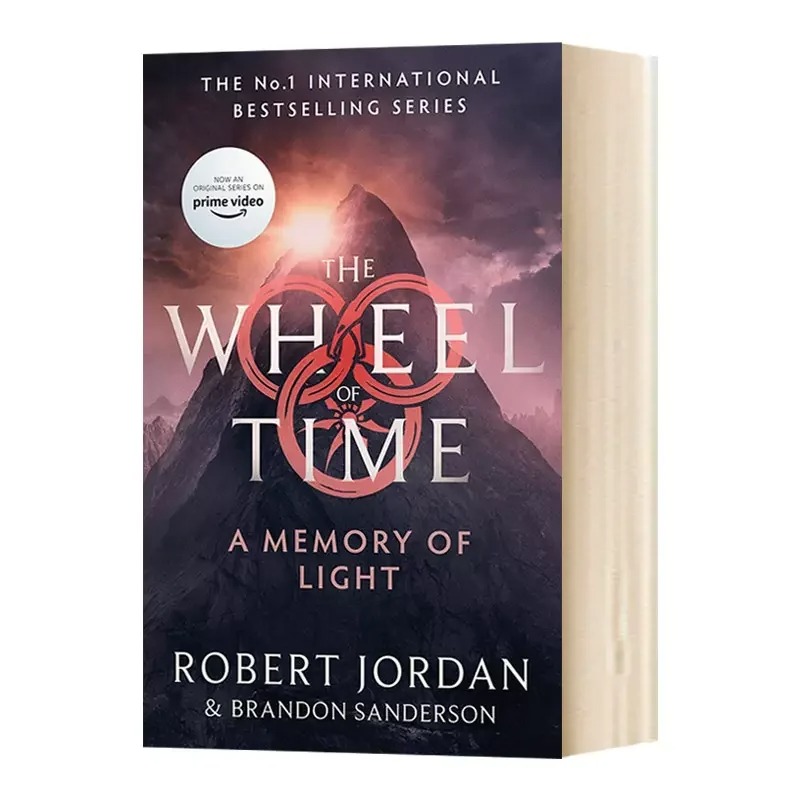 THE No.1 INTERNATIONAL
BESTSELLING SERIES
NOW AN
ORIGINAL SERIES ON
prime video
THE
WHEEL
OF
TIME
A MEMORY OF
LIGHT
ROBERT JORDAN
& BRANDON SANDERSON